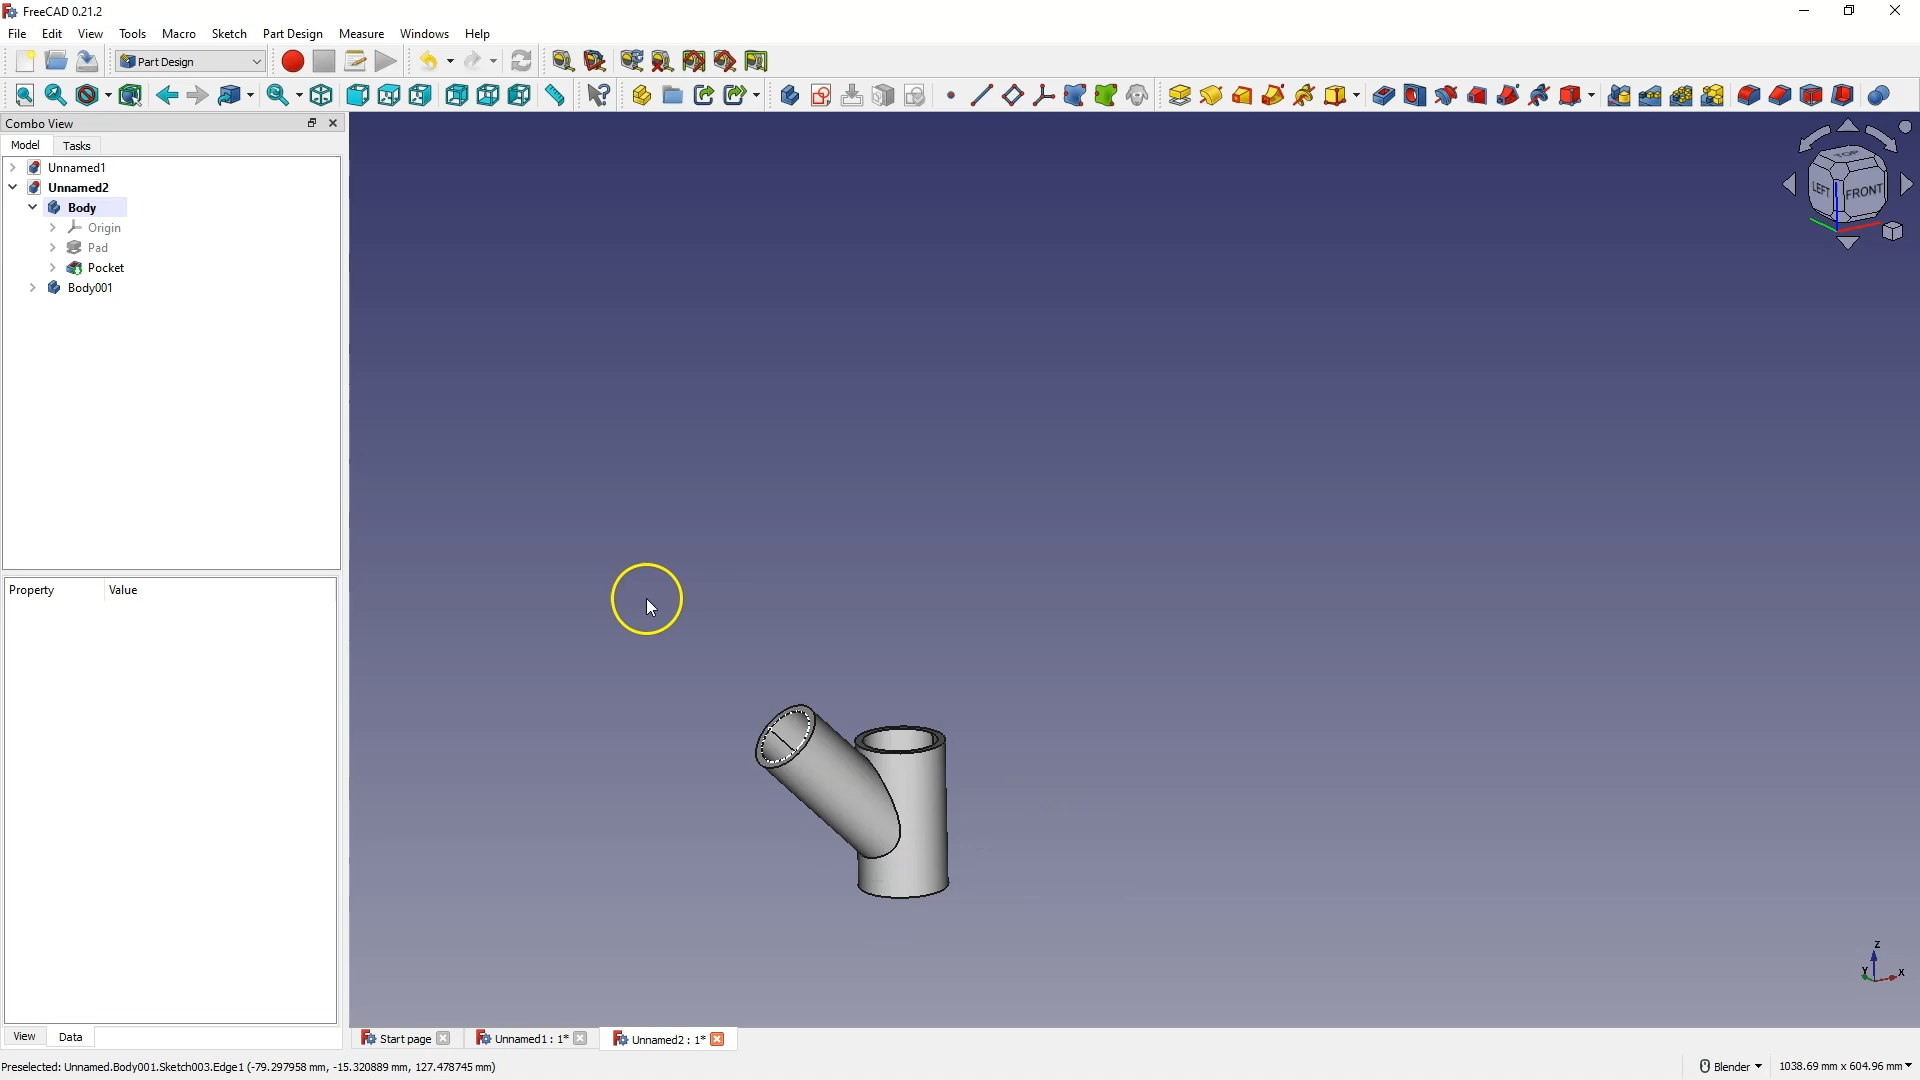 FreeCAD 0.21.2
File Edit View Tools Macro Sketch Part Design Measure Windows Help
Part Design
Combo View
Model Tasks
Unnamed1
Unnamed2
Body
Origin
Pad
Pocket
Body001
TOP
LEFT FRONT
Property Value
Z
Y X
View Data
Start page Unnamed1 : 1* Unnamed2 : 1*
Preselected: Unnamed.Body001.Sketch003.Edge1 (-79.297958 mm, -15.320889 mm, 127.478745 mm) Blender 1038.69 mm x 604.96 mm